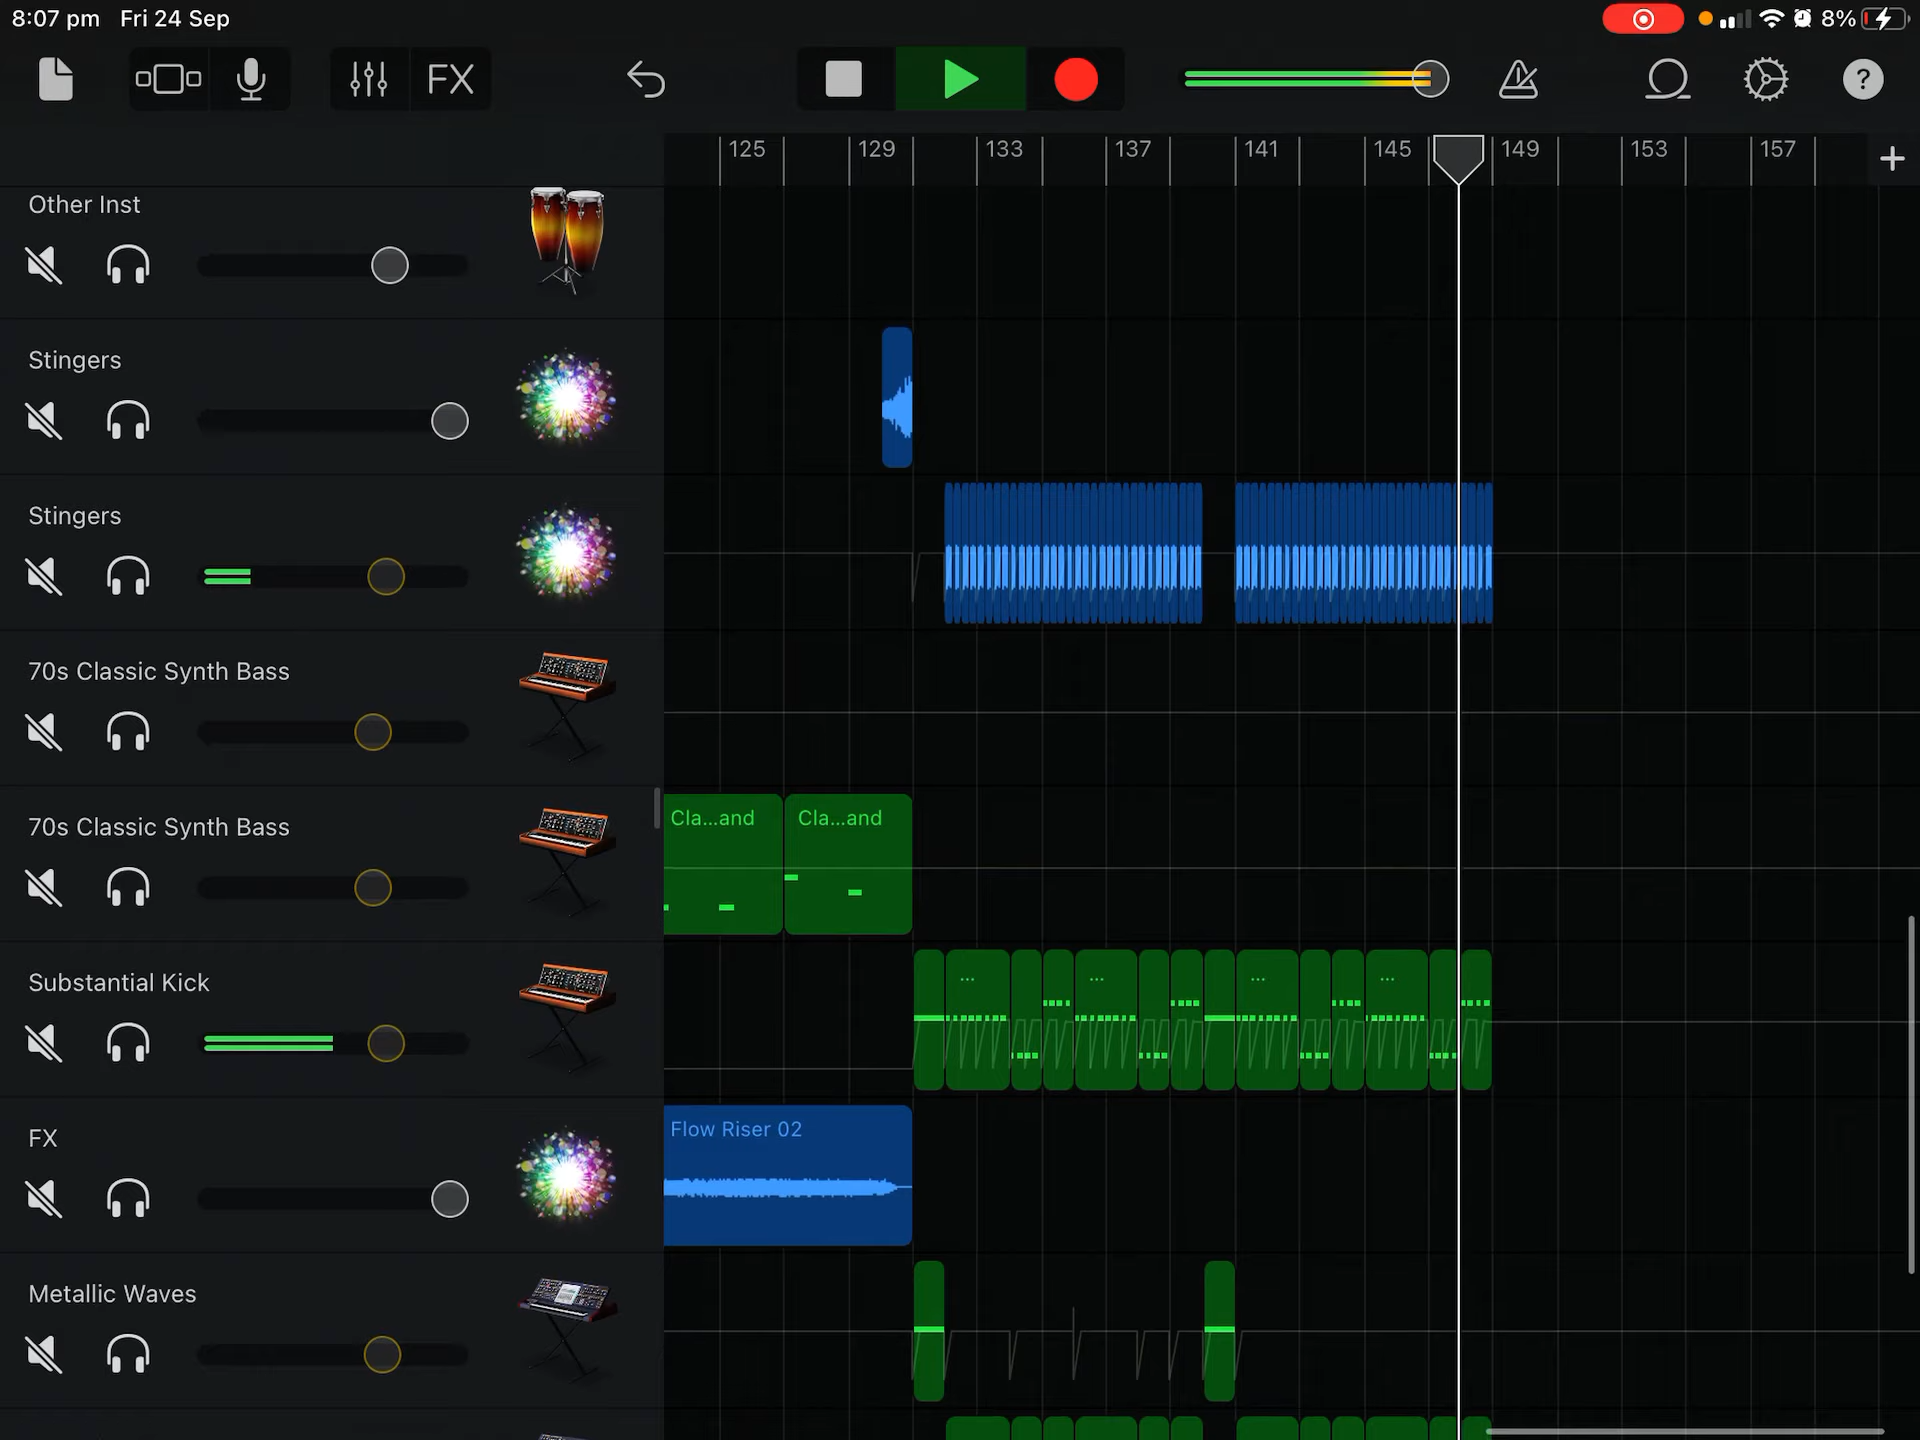 8:07 pm Fri 24 Sep 8%
FX ?
125 129 133 137 141 145 149 153 157 +
Other Inst
Stingers
Stingers
70s Classic Synth Bass
70s Classic Synth Bass
Cla...and Cla...and
Substantial Kick
... ... ... ...
FX
Flow Riser 02
Metallic Waves